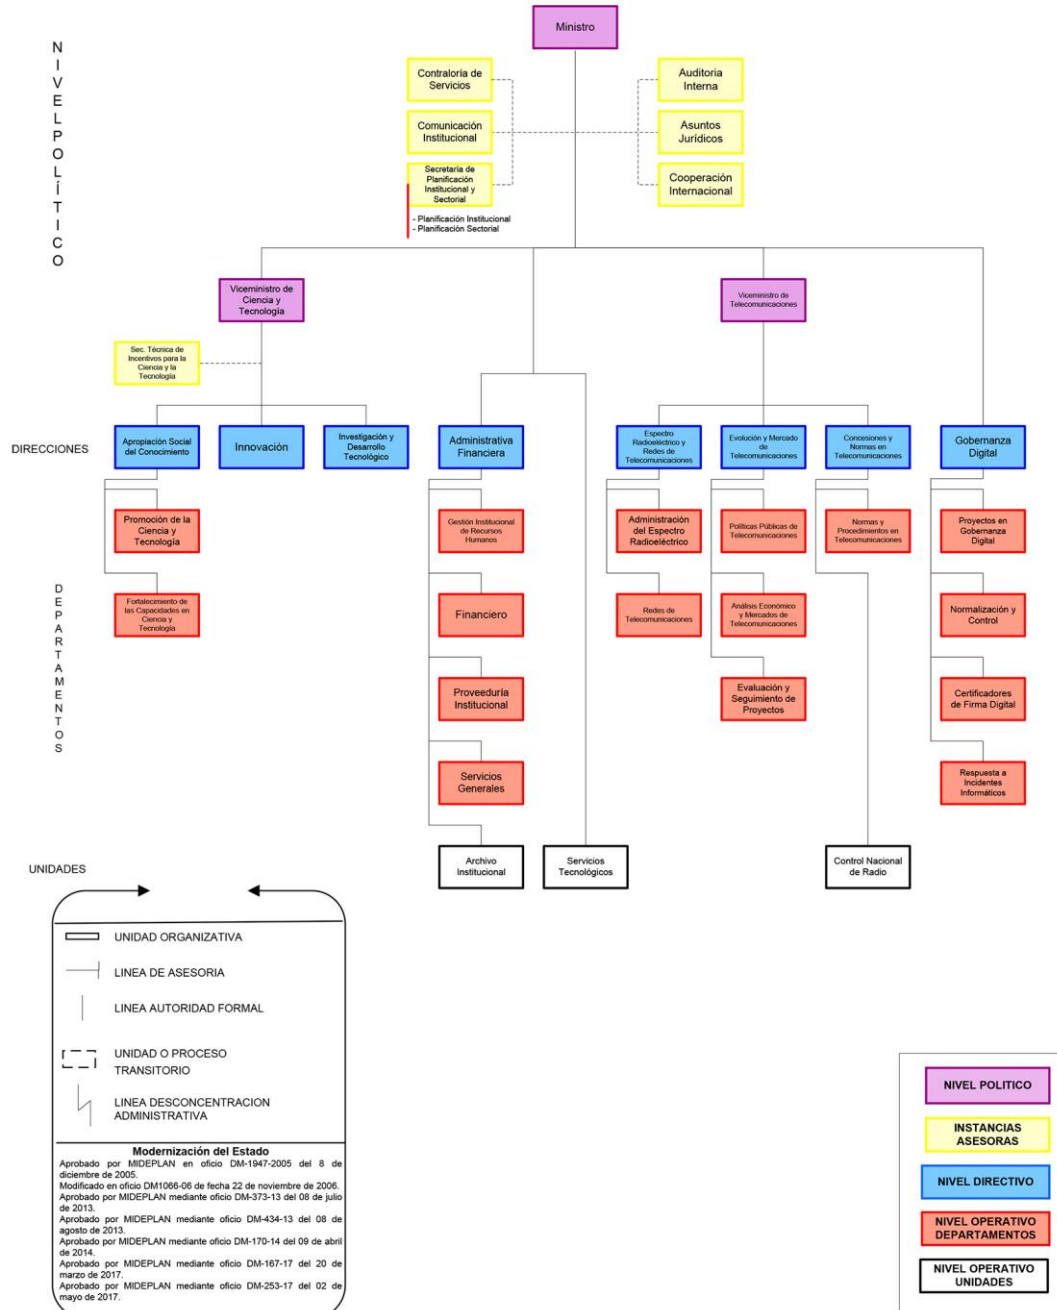 NIVEL POLÍTICO
Ministro
Contraloría de
Servicios
Auditoria
Interna
Comunicación
Institucional
Asuntos
Jurídicos
Secretaría de
Planificación
Institucional y
Sectorial
Cooperación
Internacional
- Planificación Institucional
- Planificación Sectorial
Viceministro de
Ciencia y
Tecnología
Viceministro de
Telecomunicaciones
Sec. Técnica de
Incentivos para la
Ciencia y la
Tecnología
DIRECCIONES
Apropiación Social
del Conocimiento
Innovación
Investigación y
Desarrollo
Tecnológico
Administrativa
Financiera
Espectro
Radioeléctrico y
Redes de
Telecomunicaciones
Evolución y Mercado
de
Telecomunicaciones
Concesiones y
Normas en
Telecomunicaciones
Gobernanza
Digital
DEPARTAMENTOS
Promoción de la
Ciencia y
Tecnología
Gestión Institucional
de Recursos
Humanos
Administración
del Espectro
Radioeléctrico
Políticas Públicas de
Telecomunicaciones
Normas y
Procedimientos en
Telecomunicaciones
Proyectos en
Gobernanza
Digital
Fortalecimiento de
las Capacidades en
Ciencia y
Tecnología
Financiero
Redes de
Telecomunicaciones
Análisis Económico
y Mercados de
Telecomunicaciones
Normalización y
Control
Proveeduría
Institucional
Evaluación y
Seguimiento de
Proyectos
Certificadores
de Firma Digital
Servicios
Generales
Respuesta a
Incidentes
Informáticos
Archivo
Institucional
Servicios
Tecnológicos
Control Nacional
de Radio
UNIDADES
UNIDAD ORGANIZATIVA
LINEA DE ASESORIA
LINEA AUTORIDAD FORMAL
UNIDAD O PROCESO
TRANSITORIO
LINEA DESCONCENTRACION
ADMINISTRATIVA
Modernización del Estado
Aprobado por MIDEPLAN en oficio DM-1947-2005 del 8 de
diciembre de 2005.
Modificado en oficio DM1066-06 de fecha 22 de noviembre de 2006.
Aprobado por MIDEPLAN mediante oficio DM-373-13 del 08 de julio
de 2013.
Aprobado por MIDEPLAN mediante oficio DM-434-13 del 08 de
agosto de 2013.
Aprobado por MIDEPLAN mediante oficio DM-170-14 del 09 de abril
de 2014.
Aprobado por MIDEPLAN mediante oficio DM-167-17 del 20 de
marzo de 2017.
Aprobado por MIDEPLAN mediante oficio DM-253-17 del 02 de
mayo de 2017.
NIVEL POLITICO
INSTANCIAS
ASESORAS
NIVEL DIRECTIVO
NIVEL OPERATIVO
DEPARTAMENTOS
NIVEL OPERATIVO
UNIDADES